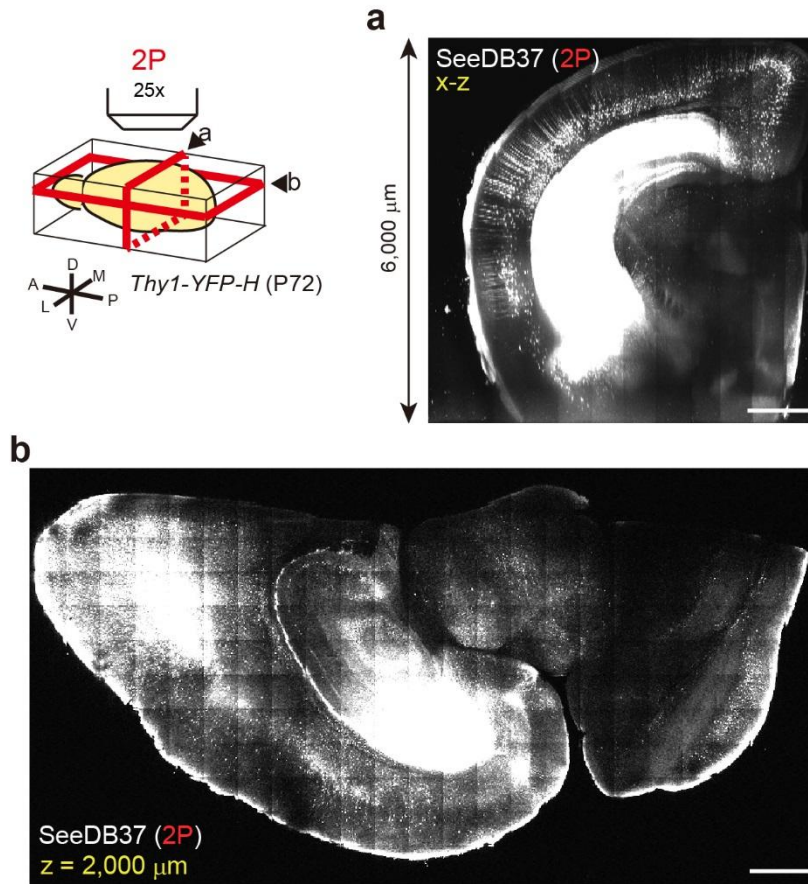 a
2P
25x
a
b
D
A
M
L
P
V
Thy1-YFP-H (P72)
6,000 μm
SeeDB37 (2P)
x-z
b
SeeDB37 (2P)
z = 2,000 μm